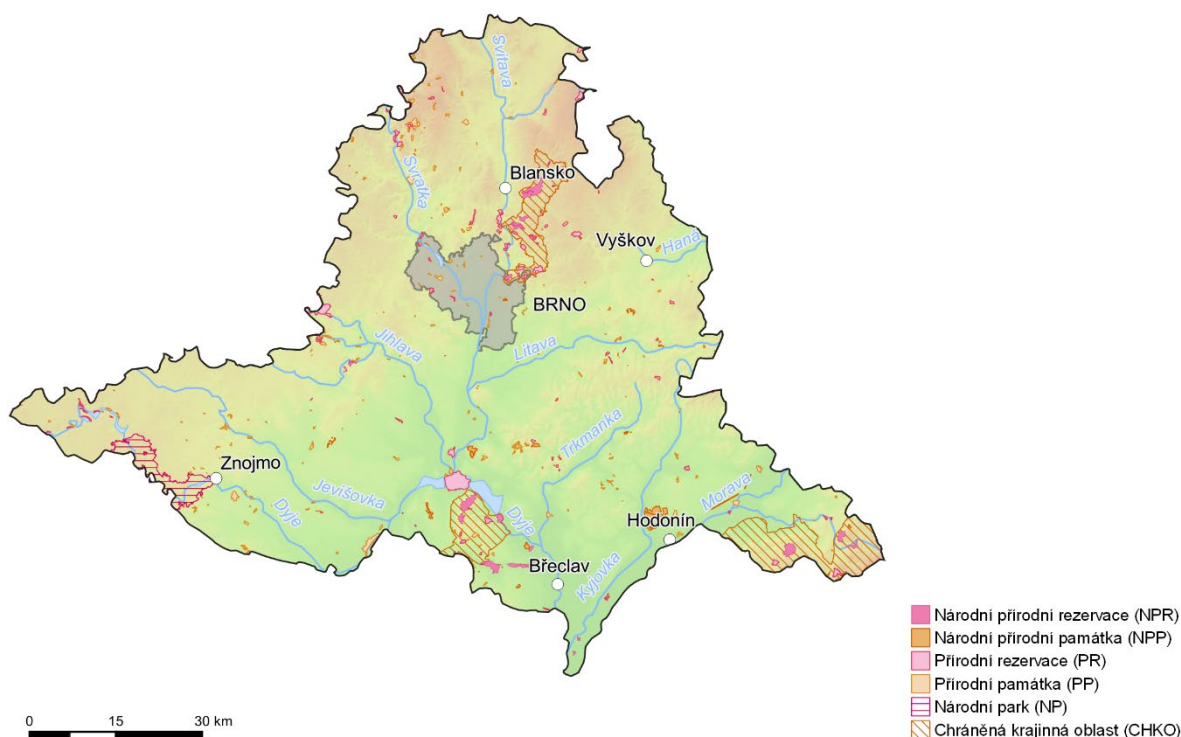 Svitava
Svratka
Blansko
Vyškov
Haná
BRNO
Jihlava
Litava
Trkmanka
Znojmo
Jevišovka
Dyje
Dyje
Morava
Hodonín
Břeclav
Kyjovka
Národní přírodní rezervace (NPR)
Národní přírodní památka (NPP)
Přírodní rezervace (PR)
Přírodní památka (PP)
Národní park (NP)
Chráněná krajinná oblast (CHKO)
0 15 30 km